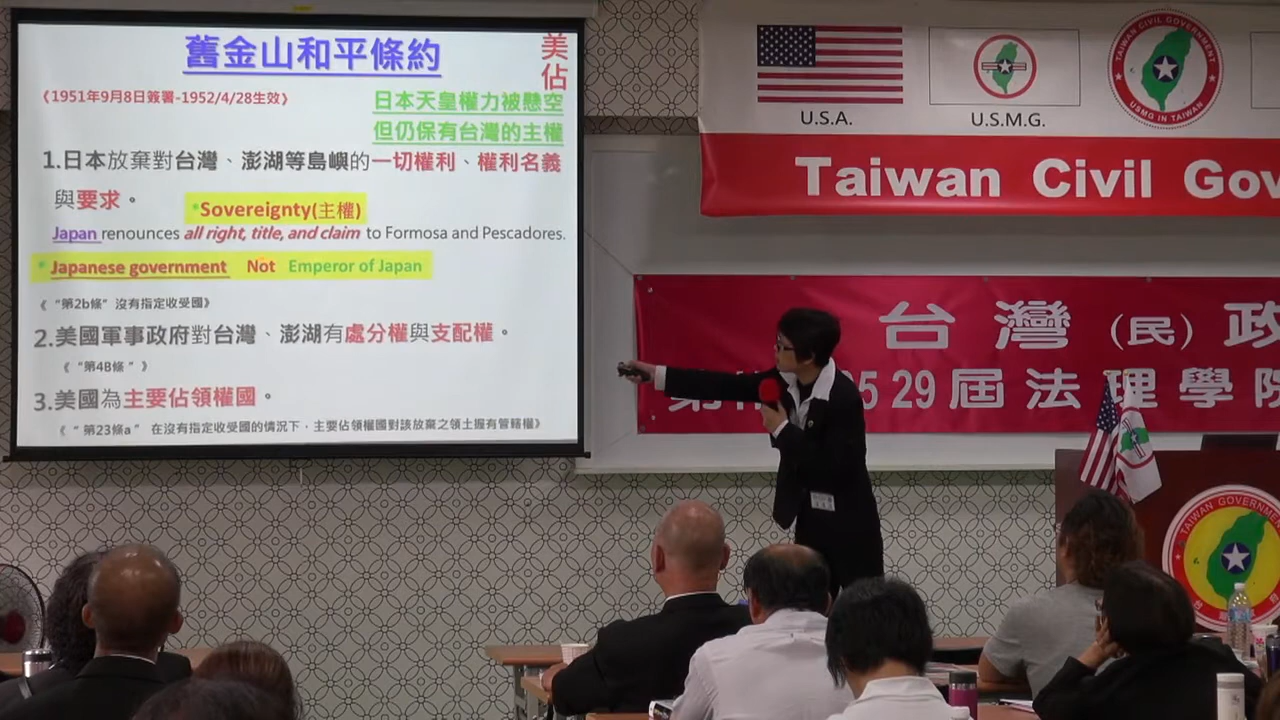 舊金山和平條約
美佔
《1951年9月8日簽署-1952/4/28生效》
日本天皇權力被懸空
但仍保有台灣的主權
1.日本放棄對台灣、澎湖等島嶼的一切權利、權利名義
與要求。
*Sovereignty(主權)
Japan renounces all right, title, and claim to Formosa and Pescadores.
* Japanese government Not Emperor of Japan
《 “第2b條” 沒有指定收受國》
2.美國軍事政府對台灣、澎湖有處分權與支配權。
《 “第4B條 ” 》
3.美國為主要佔領權國。
《 “ 第23條a ” 在沒有指定收受國的情況下，主要佔領權國對該放棄之領土握有管轄權》
U.S.A.
U.S.M.G.
TAIWAN CIVIL GOVERNMENT
USMG IN TAIWAN
Taiwan Civil Gov
台灣(民)政
29屆法理學院
TAIWAN GOVERNMENT